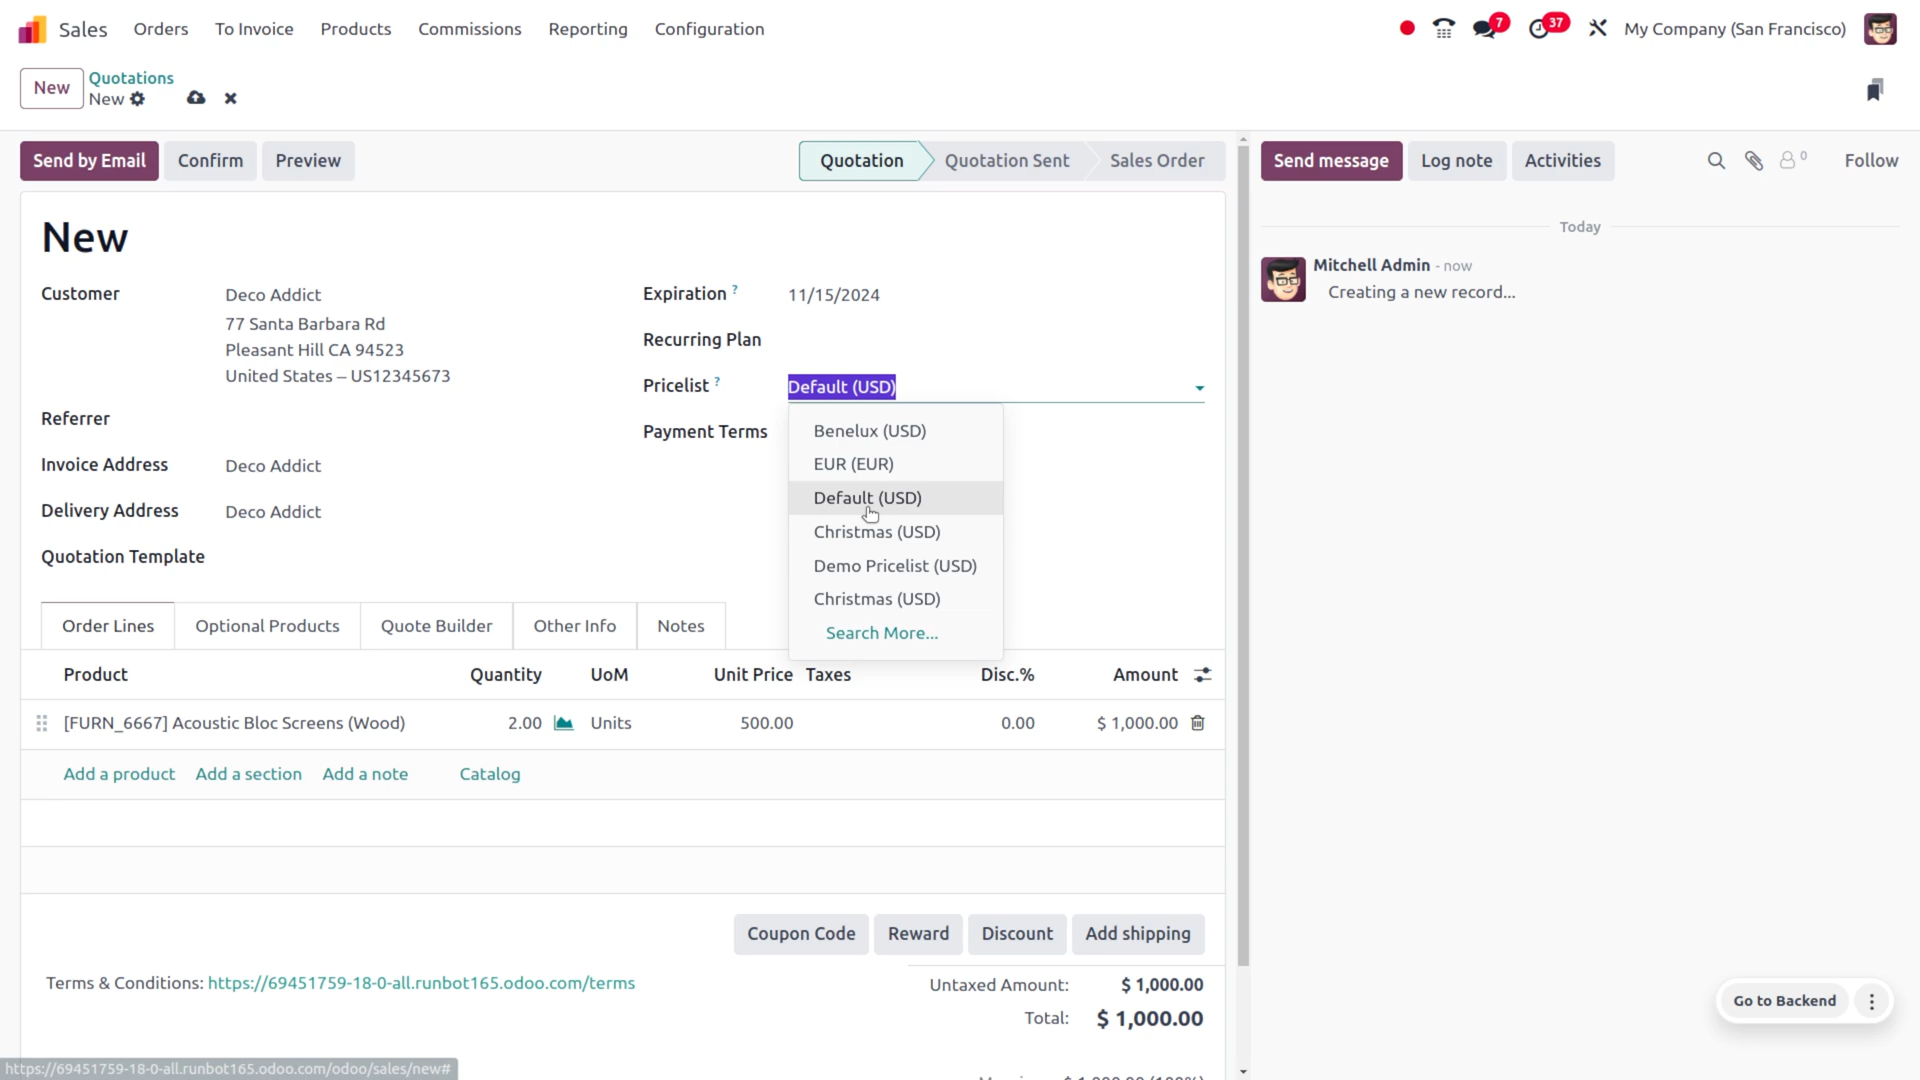 Sales Orders To Invoice Products Commissions Reporting Configuration 7 37 My Company (San Francisco)
New Quotations
New
Send by Email Confirm Preview Quotation Quotation Sent Sales Order Send message Log note Activities 0 Follow
Today
New
Mitchell Admin - now
Creating a new record...
Customer Deco Addict Expiration ? 11/15/2024
77 Santa Barbara Rd
Recurring Plan
Pleasant Hill CA 94523
United States – US12345673
Pricelist ? Default (USD)
Referrer
Payment Terms Benelux (USD)
Invoice Address Deco Addict EUR (EUR)
Default (USD)
Delivery Address Deco Addict
Christmas (USD)
Quotation Template Demo Pricelist (USD)
Christmas (USD)
Order Lines Optional Products Quote Builder Other Info Notes Search More...
Product Quantity UoM Unit Price Taxes Disc.% Amount
[FURN_6667] Acoustic Bloc Screens (Wood) 2.00 Units 500.00 0.00 $ 1,000.00
Add a product Add a section Add a note Catalog
Coupon Code Reward Discount Add shipping
Terms & Conditions: https://69451759-18-0-all.runbot165.odoo.com/terms Untaxed Amount: $ 1,000.00
Go to Backend
Total: $ 1,000.00
https://69451759-18-0-all.runbot165.odoo.com/odoo/sales/new#